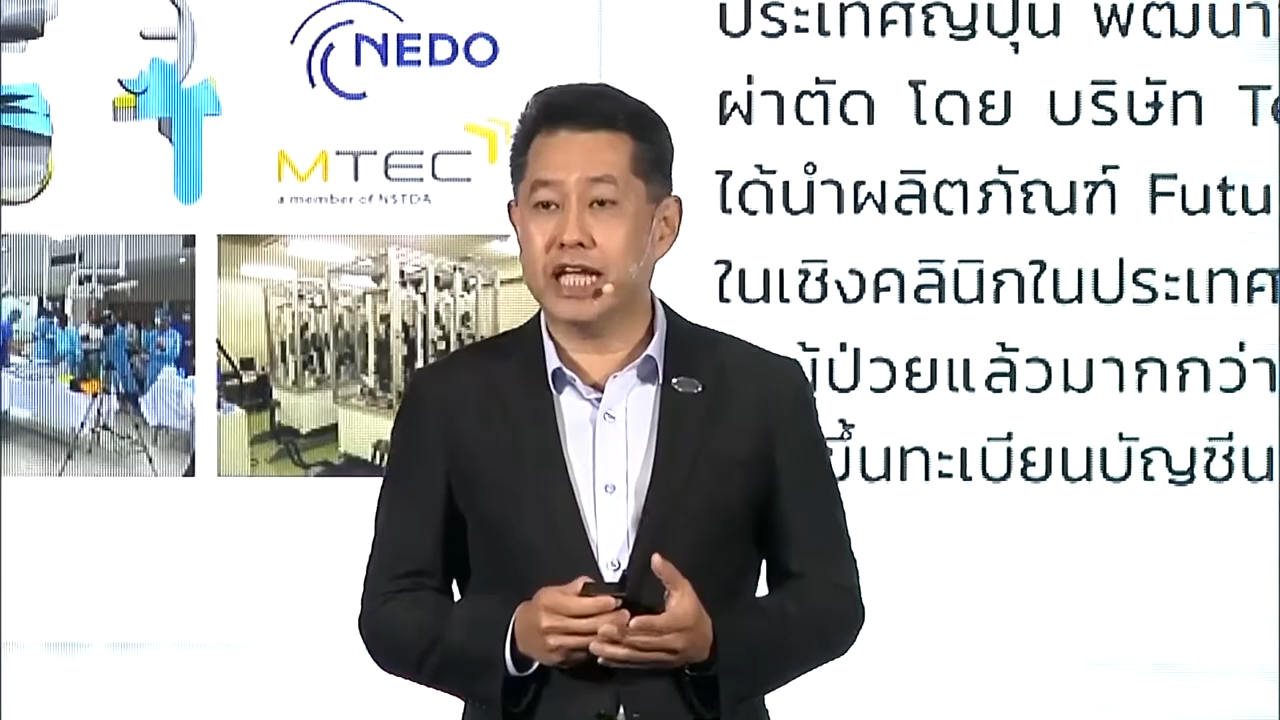 NEDO
MTEC
a member of NSTDA
ประเทศญี่ปุ่น พัฒนา
ผ่าตัด โดย บริษัท
ได้นำผลิตภัณฑ์
ในเชิงคลินิกในประเทศ
ผู้ป่วยแล้วมากกว่า
ขึ้นทะเบียนบัญชี